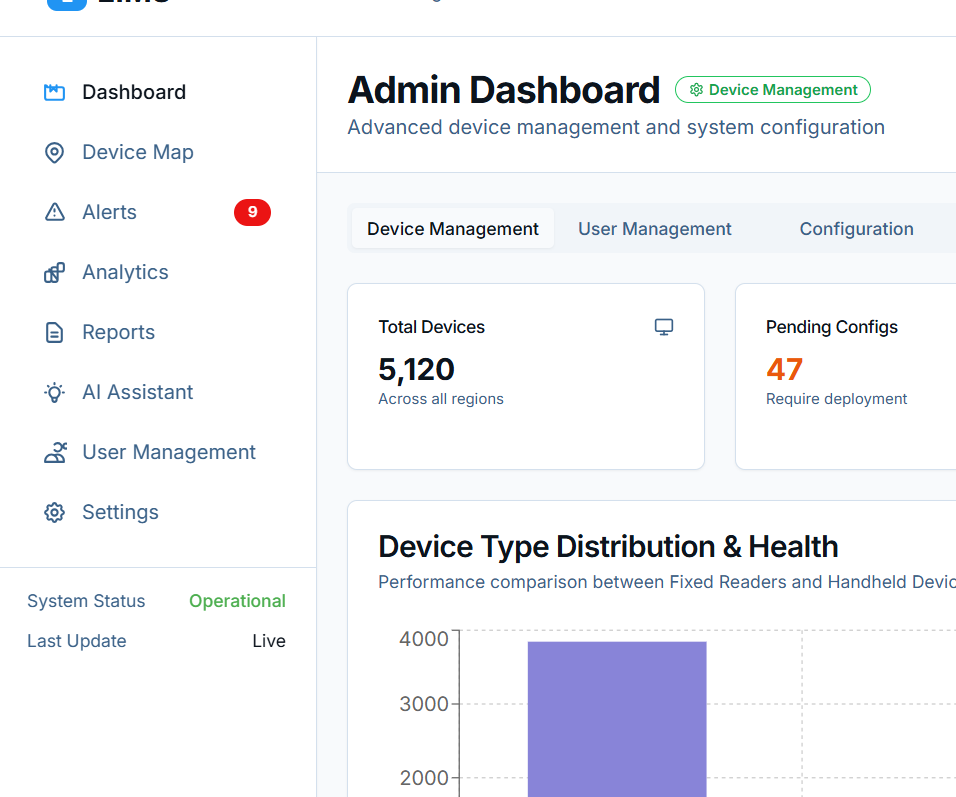 Dashboard
Device Map
Alerts
9
Analytics
Reports
AI Assistant
User Management
Settings
System Status
Operational
Last Update
Live
Admin Dashboard
Device Management
Advanced device management and system configuration
Device Management
User Management
Configuration
Total Devices
5,120
Across all regions
Pending Configs
47
Require deployment
Device Type Distribution & Health
Performance comparison between Fixed Readers and Handheld
4000
3000
2000